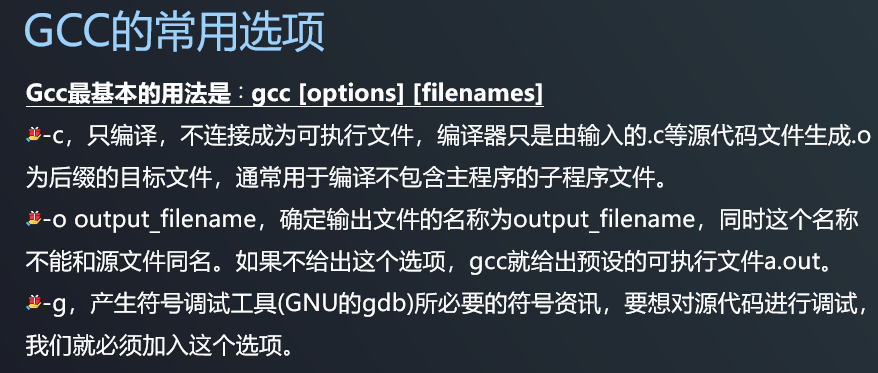 GCC的常用选项
Gcc最基本的用法是：gcc [options] [filenames]
-c，只编译，不连接成为可执行文件，编译器只是由输入的.c等源代码文件生成.o
为后缀的目标文件，通常用于编译不包含主程序的子程序文件。
-o output_filename，确定输出文件的名称为output_filename，同时这个名称
不能和源文件同名。如果不给出这个选项，gcc就给出预设的可执行文件a.out。
-g，产生符号调试工具(GNU的gdb)所必要的符号资讯，要想对源代码进行调试，
我们就必须加入这个选项。